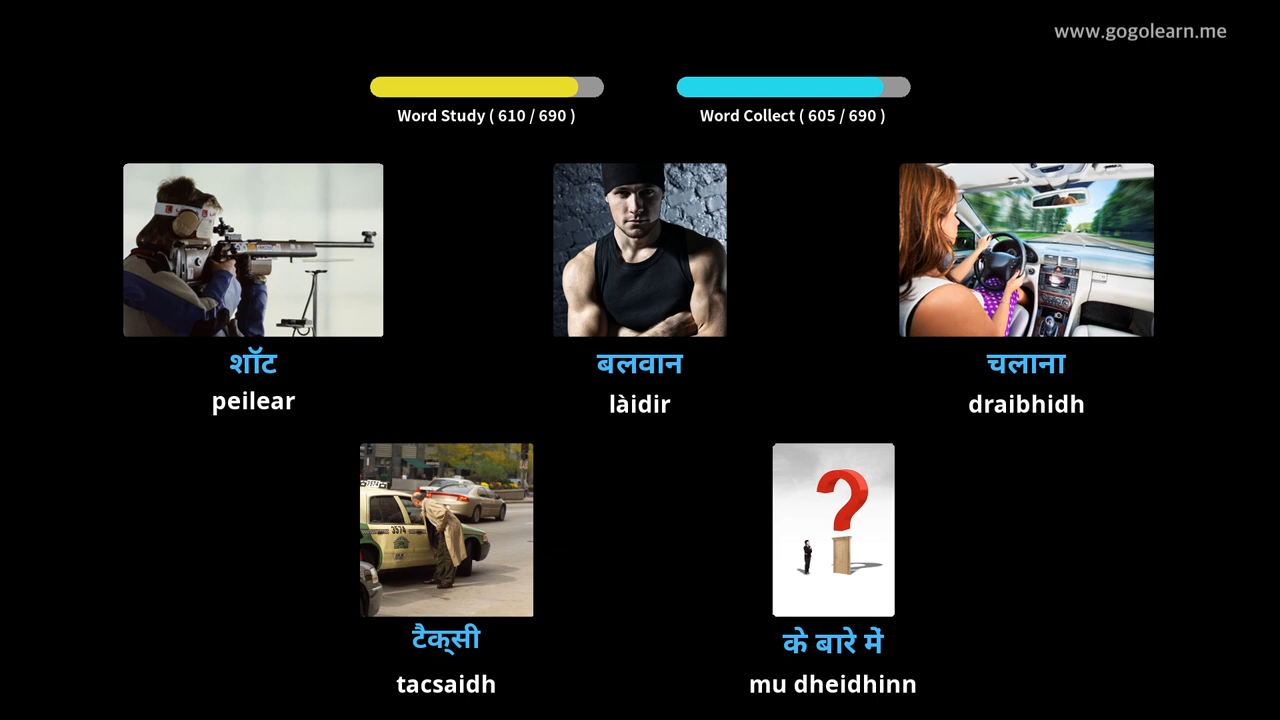 www.gogolearn.me
Word Study ( 610 / 690 )
Word Collect ( 605 / 690 )
शॉट
peilear
बलवान
làidir
चलाना
draibhidh
3574
टैक्सी
tacsaidh
के बारे में
mu dheidhinn